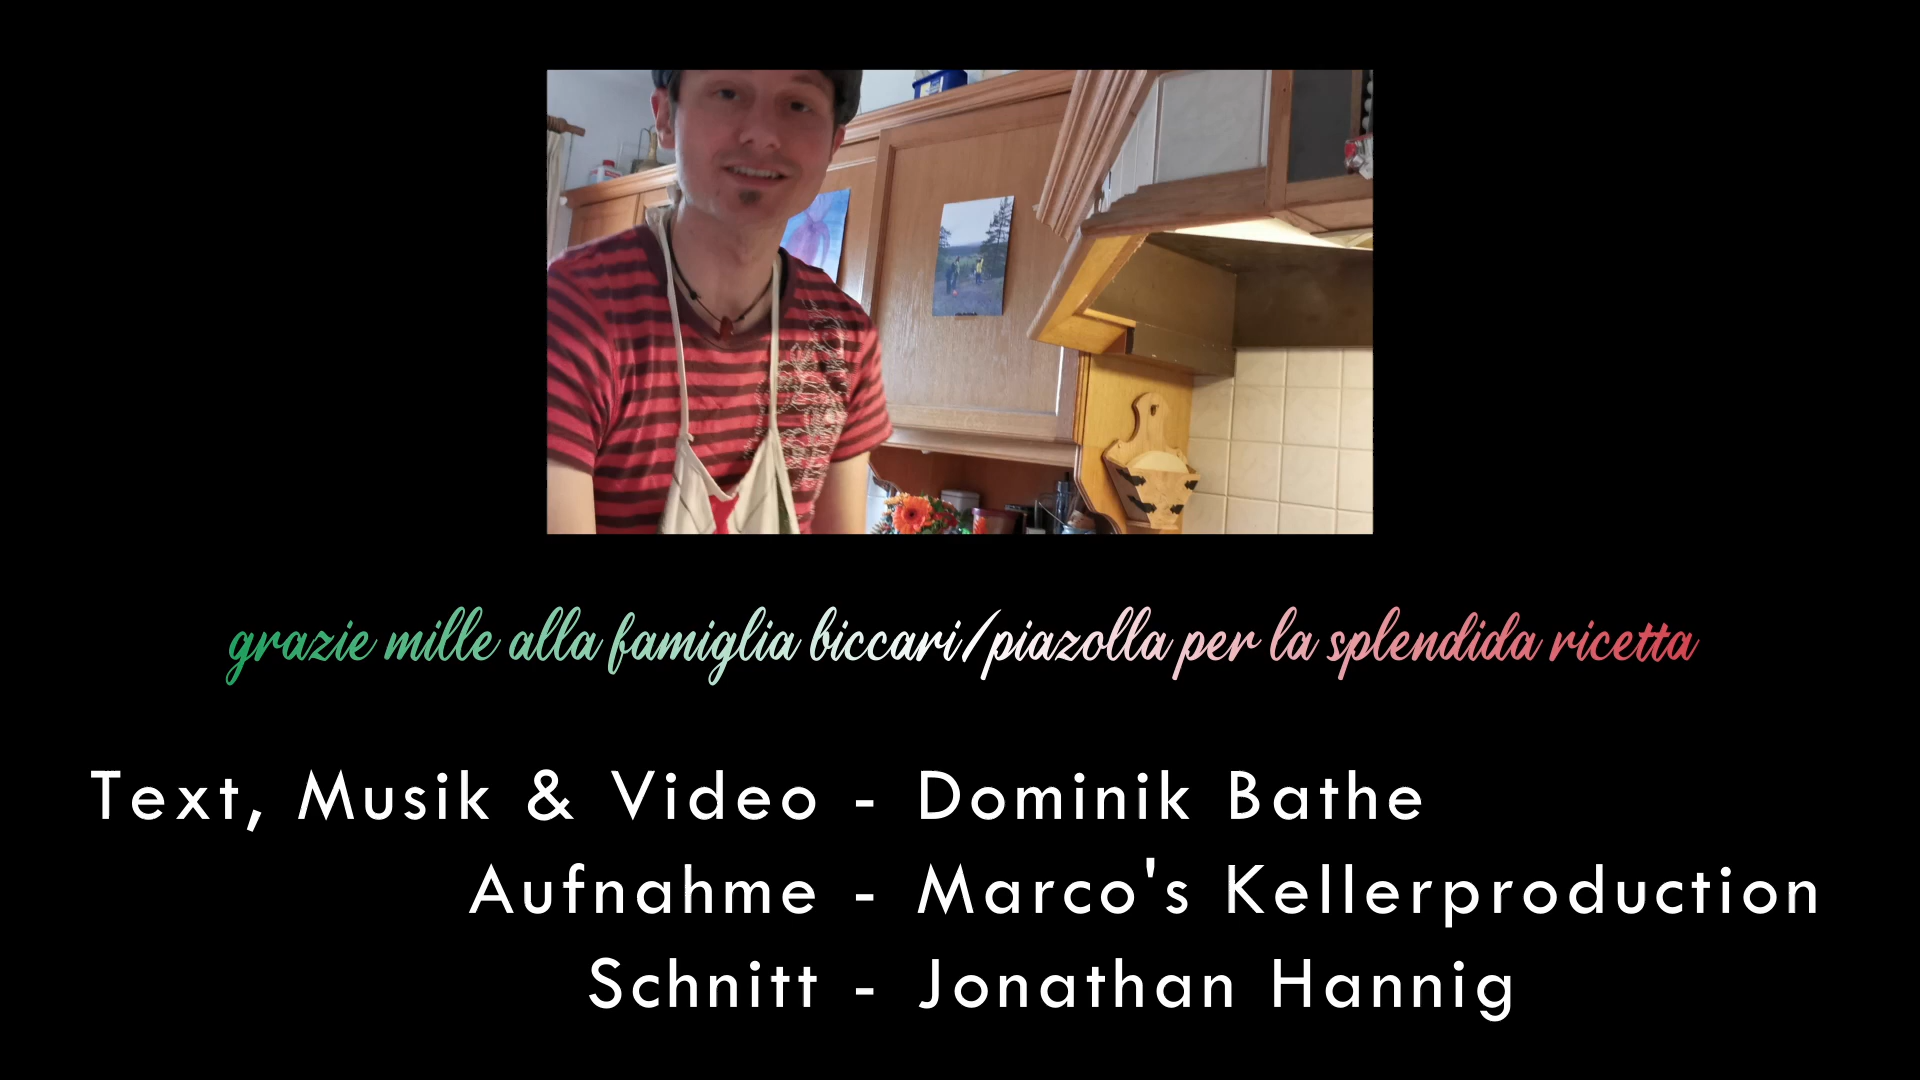 grazie mille alla famiglia biccari/piazolla per la splendida ricetta
Text, Musik & Video - Dominik Bathe
Aufnahme - Marco's Kellerproduction
Schnitt - Jonathan Hannig